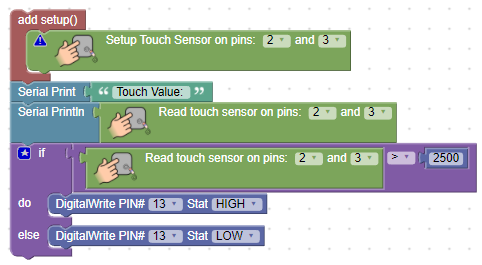 add setup()
Setup Touch Sensor on pins: 2 and 3
Serial Print “ Touch Value: ”
Serial Println Read touch sensor on pins: 2 and 3
if Read touch sensor on pins: 2 and 3 > 2500
do DigitalWrite PIN# 13 Stat HIGH
else DigitalWrite PIN# 13 Stat LOW